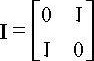 I = [0 I
I 0]